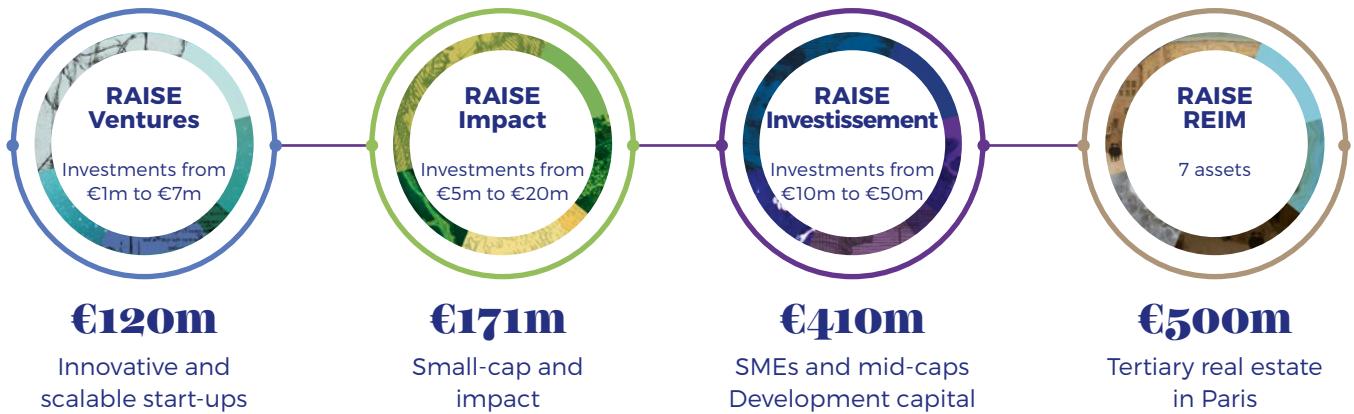 RAISE
Ventures
Investments from
€1m to €7m
€120m
Innovative and
scalable start-ups
RAISE
Impact
Investments from
€5m to €20m
€171m
Small-cap and
impact
RAISE
Investissement
Investments from
€10m to €50m
€410m
SMEs and mid-caps
Development capital
RAISE
REIM
7 assets
€500m
Tertiary real estate
in Paris